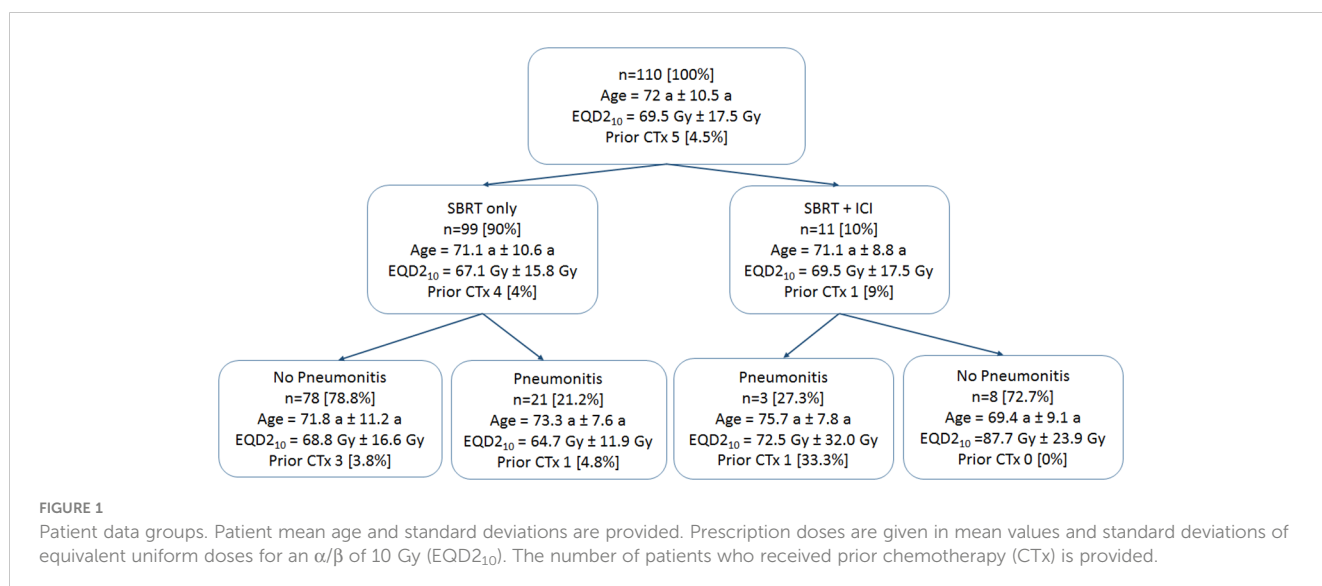 n=110 [100%]
Age = 72 a ± 10.5 a
EQD2₁₀ = 69.5 Gy ± 17.5 Gy
Prior CTx 5 [4.5%]
SBRT only
n=99 [90%]
Age = 71.1 a ± 10.6 a
EQD2₁₀ = 67.1 Gy ± 15.8 Gy
Prior CTx 4 [4%]
SBRT + ICI
n=11 [10%]
Age = 71.1 a ± 8.8 a
EQD2₁₀ = 69.5 Gy ± 17.5 Gy
Prior CTx 1 [9%]
No Pneumonitis
n=78 [78.8%]
Age = 71.8 a ± 11.2 a
EQD2₁₀ = 68.8 Gy ± 16.6 Gy
Prior CTx 3 [3.8%]
Pneumonitis
n=21 [21.2%]
Age = 73.3 a ± 7.6 a
EQD2₁₀ = 64.7 Gy ± 11.9 Gy
Prior CTx 1 [4.8%]
Pneumonitis
n=3 [27.3%]
Age = 75.7 a ± 7.8 a
EQD2₁₀ = 72.5 Gy ± 32.0 Gy
Prior CTx 1 [33.3%]
No Pneumonitis
n=8 [72.7%]
Age = 69.4 a ± 9.1 a
EQD2₁₀ =87.7 Gy ± 23.9 Gy
Prior CTx 0 [0%]
FIGURE 1
Patient data groups. Patient mean age and standard deviations are provided. Prescription doses are given in mean values and standard deviations of
equivalent uniform doses for an α/β of 10 Gy (EQD2₁₀). The number of patients who received prior chemotherapy (CTx) is provided.